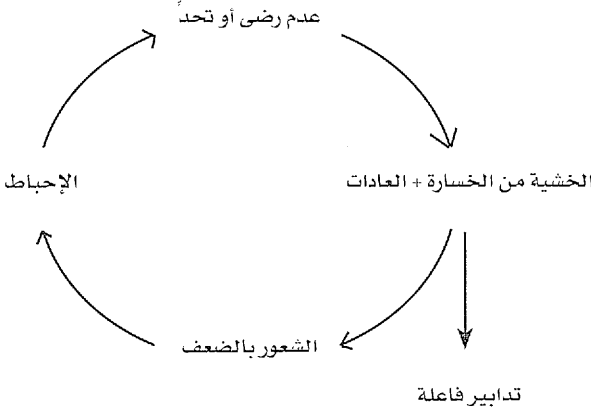 عدم رضى أو تحدٍّ
الخشية من الخسارة + العادات
الإحباط
الشعور بالضعف
تدابير فاعلة